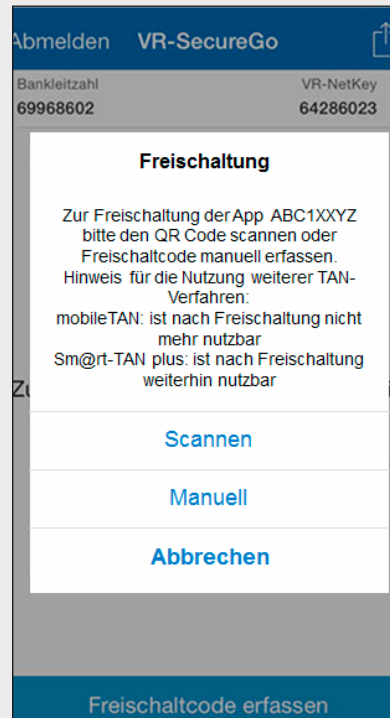 Abmelden VR-SecureGo
Bankleitzahl VR-NetKey
69968602 64286023
Freischaltung
Zur Freischaltung der App ABC1XXYZ
bitte den QR Code scannen oder
Freischaltcode manuell erfassen.
Hinweis für die Nutzung weiterer TAN-
Verfahren:
mobileTAN: ist nach Freischaltung nicht
mehr nutzbar
Sm@rt-TAN plus: ist nach Freischaltung
weiterhin nutzbar
Scannen
Manuell
Abbrechen
Freischaltcode erfassen